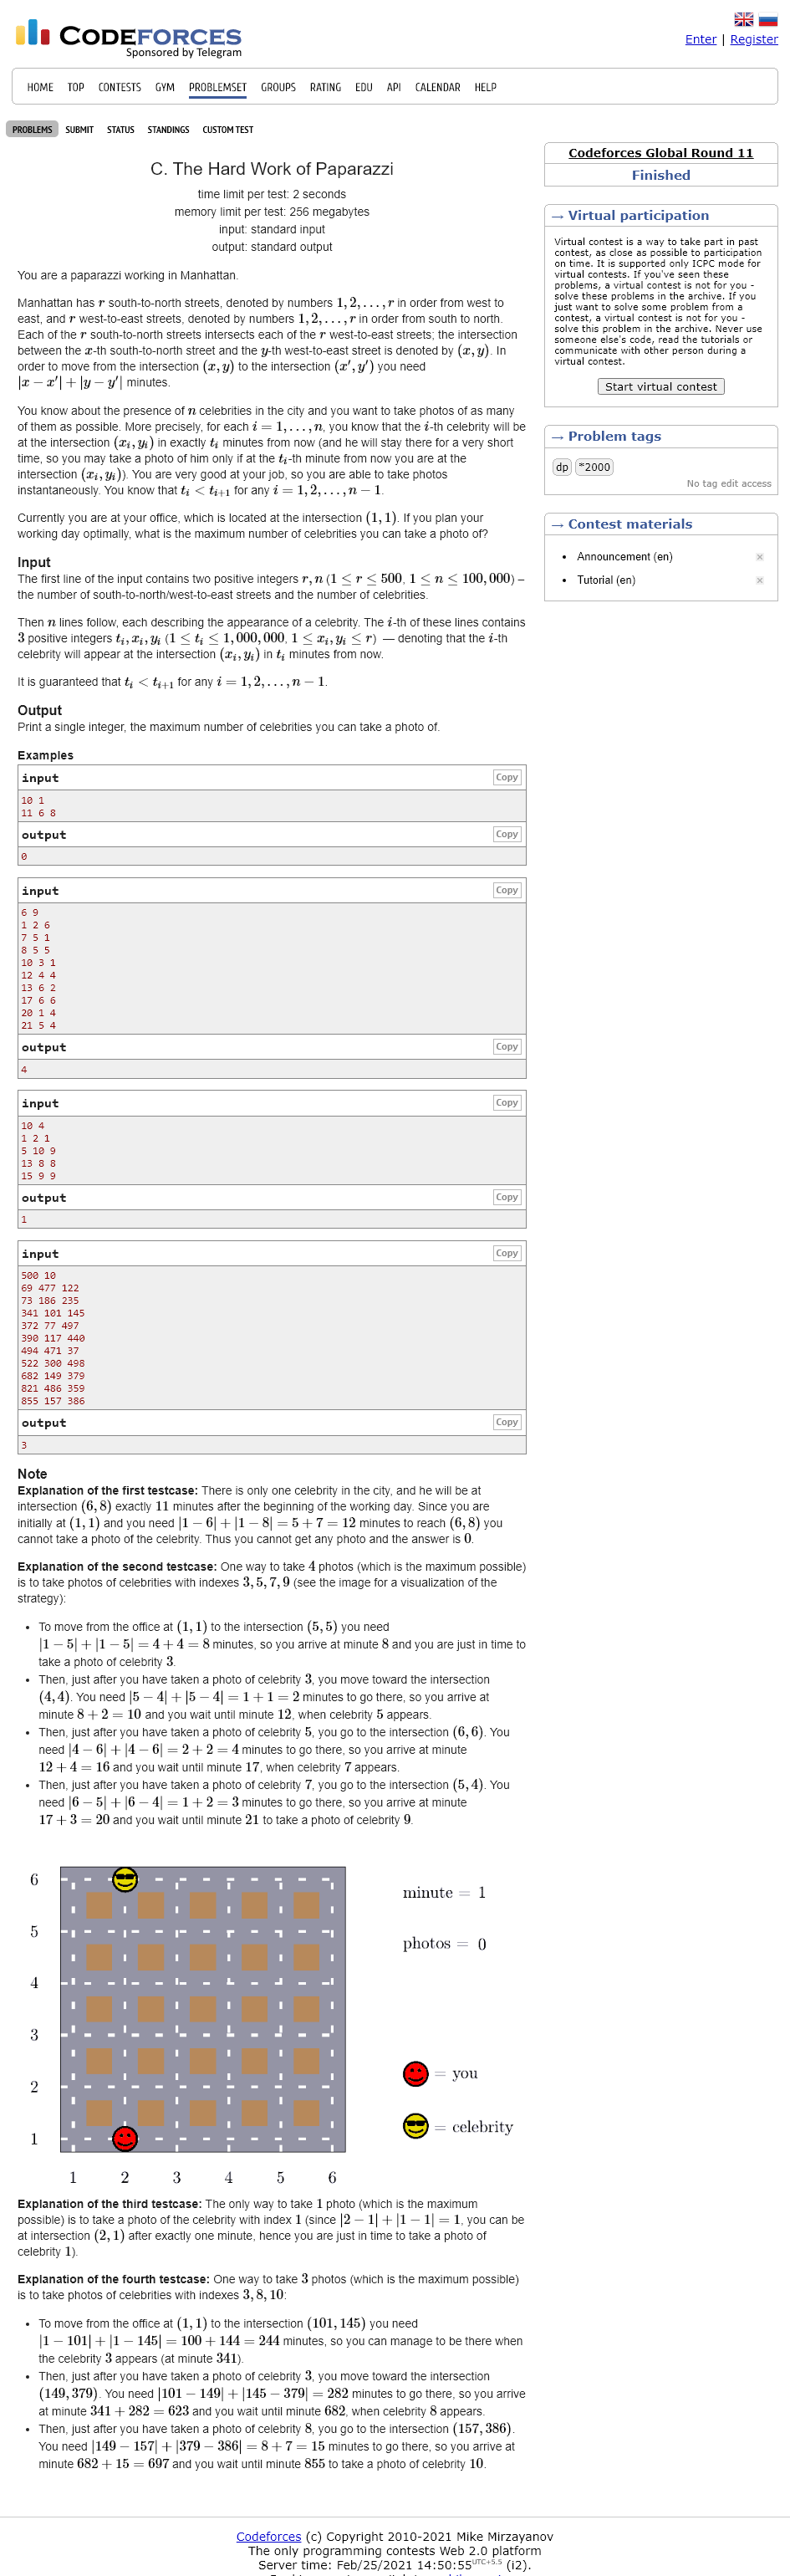 CODEFORCES
Sponsored by Telegram
Enter | Register
HOME TOP CONTESTS GYM PROBLEMSET GROUPS RATING EDU API CALENDAR HELP
PROBLEMS SUBMIT STATUS STANDINGS CUSTOM TEST
C. The Hard Work of Paparazzi
time limit per test: 2 seconds
memory limit per test: 256 megabytes
input: standard input
output: standard output
You are a paparazzi working in Manhattan.
Manhattan has r south-to-north streets, denoted by numbers 1, 2, . . . , r in order from west to
east, and r west-to-east streets, denoted by numbers 1, 2, . . . , r in order from south to north.
Each of the r south-to-north streets intersects each of the r west-to-east streets; the intersection
between the x-th south-to-north street and the y-th west-to-east street is denoted by (x, y). In
order to move from the intersection (x, y) to the intersection (x′, y′) you need
|x − x′| + |y − y′| minutes.
You know about the presence of n celebrities in the city and you want to take photos of as many
of them as possible. More precisely, for each i = 1, . . . , n, you know that the i-th celebrity will be
at the intersection (xᵢ, yᵢ) in exactly tᵢ minutes from now (and he will stay there for a very short
time, so you may take a photo of him only if at the tᵢ-th minute from now you are at the
intersection (xᵢ, yᵢ)). You are very good at your job, so you are able to take photos
instantaneously. You know that tᵢ < tᵢ₊₁ for any i = 1, 2, . . . , n − 1.
Currently you are at your office, which is located at the intersection (1, 1). If you plan your
working day optimally, what is the maximum number of celebrities you can take a photo of?
Input
The first line of the input contains two positive integers r, n (1 ≤ r ≤ 500, 1 ≤ n ≤ 100,000) –
the number of south-to-north/west-to-east streets and the number of celebrities.
Then n lines follow, each describing the appearance of a celebrity. The i-th of these lines contains
3 positive integers tᵢ, xᵢ, yᵢ (1 ≤ tᵢ ≤ 1,000,000, 1 ≤ xᵢ, yᵢ ≤ r) — denoting that the i-th
celebrity will appear at the intersection (xᵢ, yᵢ) in tᵢ minutes from now.
It is guaranteed that tᵢ < tᵢ₊₁ for any i = 1, 2, . . . , n − 1.
Output
Print a single integer, the maximum number of celebrities you can take a photo of.
Examples
input Copy
10 1
11 6 8
output Copy
0
input Copy
6 9
1 2 6
7 5 1
8 5 5
10 3 1
12 4 4
13 6 2
17 6 6
20 1 4
21 5 4
output Copy
4
input Copy
10 4
1 2 1
5 10 9
13 8 8
15 9 9
output Copy
1
input Copy
500 10
69 477 122
73 186 235
341 101 145
372 77 497
390 117 440
494 471 37
522 300 498
682 149 379
821 486 359
855 157 386
output Copy
3
Note
Explanation of the first testcase: There is only one celebrity in the city, and he will be at
intersection (6, 8) exactly 11 minutes after the beginning of the working day. Since you are
initially at (1, 1) and you need |1 − 6| + |1 − 8| = 5 + 7 = 12 minutes to reach (6, 8) you
cannot take a photo of the celebrity. Thus you cannot get any photo and the answer is 0.
Explanation of the second testcase: One way to take 4 photos (which is the maximum possible)
is to take photos of celebrities with indexes 3, 5, 7, 9 (see the image for a visualization of the
strategy):
• To move from the office at (1, 1) to the intersection (5, 5) you need
|1 − 5| + |1 − 5| = 4 + 4 = 8 minutes, so you arrive at minute 8 and you are just in time to
take a photo of celebrity 3.
• Then, just after you have taken a photo of celebrity 3, you move toward the intersection
(4, 4). You need |5 − 4| + |5 − 4| = 1 + 1 = 2 minutes to go there, so you arrive at
minute 8 + 2 = 10 and you wait until minute 12, when celebrity 5 appears.
• Then, just after you have taken a photo of celebrity 5, you go to the intersection (6, 6). You
need |4 − 6| + |4 − 6| = 2 + 2 = 4 minutes to go there, so you arrive at minute
12 + 4 = 16 and you wait until minute 17, when celebrity 7 appears.
• Then, just after you have taken a photo of celebrity 7, you go to the intersection (5, 4). You
need |6 − 5| + |6 − 4| = 1 + 2 = 3 minutes to go there, so you arrive at minute
17 + 3 = 20 and you wait until minute 21 to take a photo of celebrity 9.
6
5
4
3
2
1
1 2 3 4 5 6
minute = 1
photos = 0
= you
= celebrity
Explanation of the third testcase: The only way to take 1 photo (which is the maximum
possible) is to take a photo of the celebrity with index 1 (since |2 − 1| + |1 − 1| = 1, you can be
at intersection (2, 1) after exactly one minute, hence you are just in time to take a photo of
celebrity 1).
Explanation of the fourth testcase: One way to take 3 photos (which is the maximum possible)
is to take photos of celebrities with indexes 3, 8, 10:
• To move from the office at (1, 1) to the intersection (101, 145) you need
|1 − 101| + |1 − 145| = 100 + 144 = 244 minutes, so you can manage to be there when
the celebrity 3 appears (at minute 341).
• Then, just after you have taken a photo of celebrity 3, you move toward the intersection
(149, 379). You need |101 − 149| + |145 − 379| = 282 minutes to go there, so you arrive
at minute 341 + 282 = 623 and you wait until minute 682, when celebrity 8 appears.
• Then, just after you have taken a photo of celebrity 8, you go to the intersection (157, 386).
You need |149 − 157| + |379 − 386| = 8 + 7 = 15 minutes to go there, so you arrive at
minute 682 + 15 = 697 and you wait until minute 855 to take a photo of celebrity 10.
Codeforces Global Round 11
Finished
→ Virtual participation
Virtual contest is a way to take part in past
contest, as close as possible to participation
on time. It is supported only ICPC mode for
virtual contests. If you've seen these
problems, a virtual contest is not for you -
solve these problems in the archive. If you
just want to solve some problem from a
contest, a virtual contest is not for you -
solve this problem in the archive. Never use
someone else's code, read the tutorials or
communicate with other person during a
virtual contest.
Start virtual contest
→ Problem tags
dp *2000
No tag edit access
→ Contest materials
• Announcement (en)
• Tutorial (en)
Codeforces (c) Copyright 2010-2021 Mike Mirzayanov
The only programming contests Web 2.0 platform
Server time: Feb/25/2021 14:50:55 UTC+5.5 (i2).